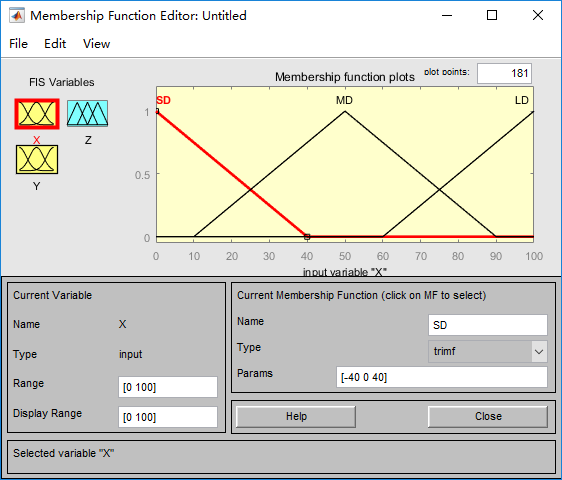 Membership Function Editor: Untitled
File Edit View
FIS Variables
Membership function plots
plot points:
181
X
Z
Y
SD
MD
LD
1
0.5
0
0 10 20 30 40 50 60 70 80 90 100
input variable "X"
Current Variable
Name X
Type input
Range [0 100]
Display Range [0 100]
Current Membership Function (click on MF to select)
Name SD
Type trimf
Params [-40 0 40]
Help Close
Selected variable "X"